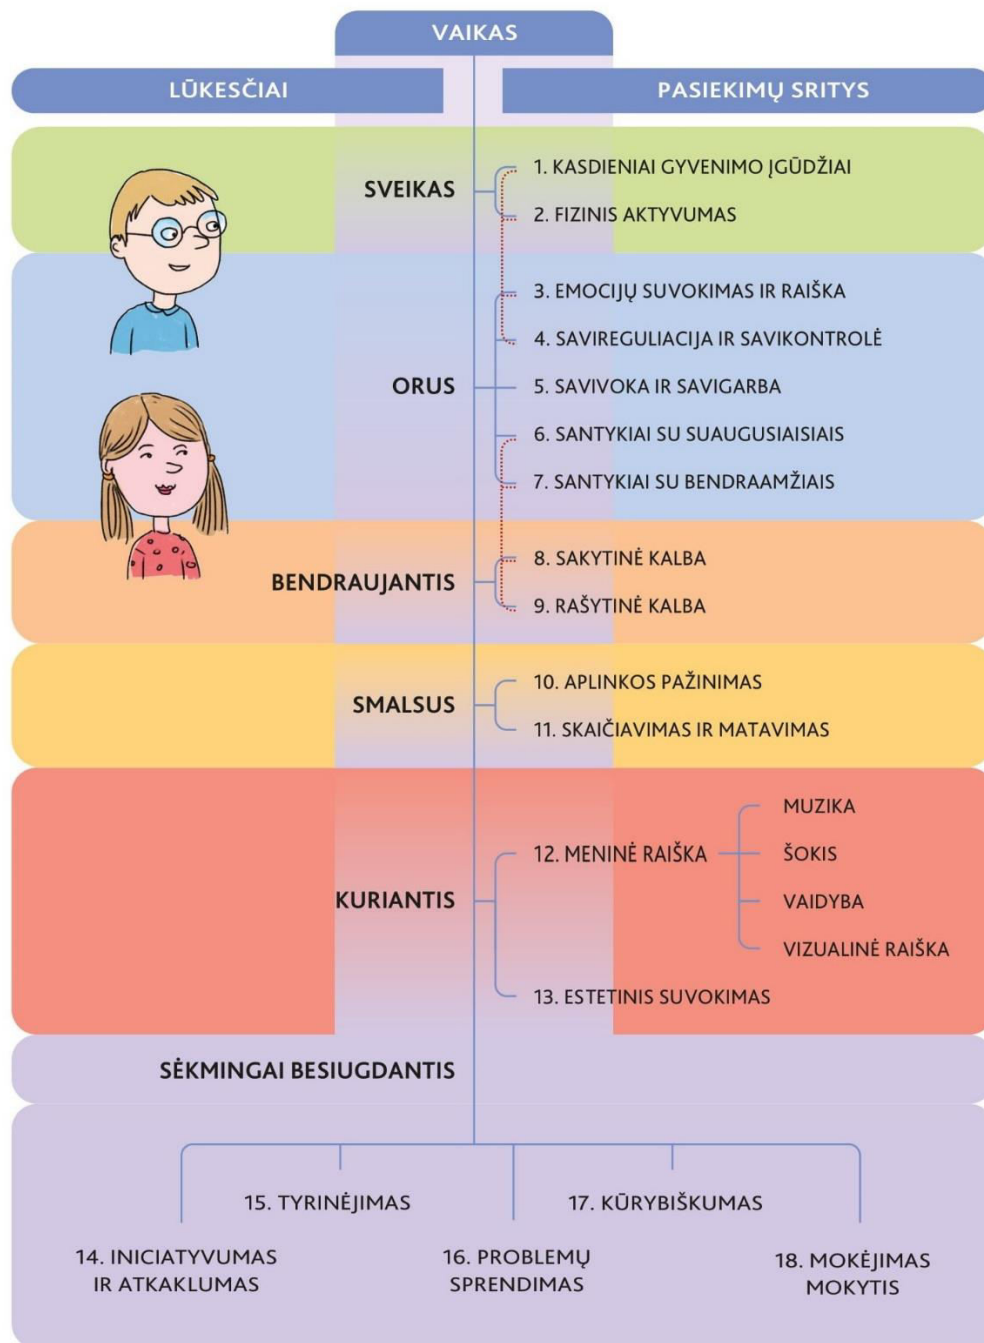 VAIKAS
LŪKESČIAI
PASIEKIMŲ SRITYS
SVEIKAS
1. KASDIENIAI GYVENIMO ĮGŪDŽIAI
2. FIZINIS AKTYVUMAS
ORUS
3. EMOCIJŲ SUVOKIMAS IR RAIŠKA
4. SAVIREGULIACIJA IR SAVIKONTROLĖ
5. SAVIVOKA IR SAVIGARBA
6. SANTYKIAI SU SUAUGUSIAISIAIS
7. SANTYKIAI SU BENDRAAMŽIAIS
BENDRAUJANTIS
8. SAKYTINĖ KALBA
9. RAŠYTINĖ KALBA
SMALSUS
10. APLINKOS PAŽINIMAS
11. SKAIČIAVIMAS IR MATAVIMAS
KURIANTIS
12. MENINĖ RAIŠKA
MUZIKA
ŠOKIS
VAIDYBA
VIZUALINĖ RAIŠKA
13. ESTETINIS SUVOKIMAS
SĖKMINGAI BESIUGDANTIS
14. INICIATYVUMAS
IR ATKAKLUMAS
15. TYRINĖJIMAS
16. PROBLEMŲ
SPRENDIMAS
17. KŪRYBIŠKUMAS
18. MOKĖJIMAS
MOKYTIS